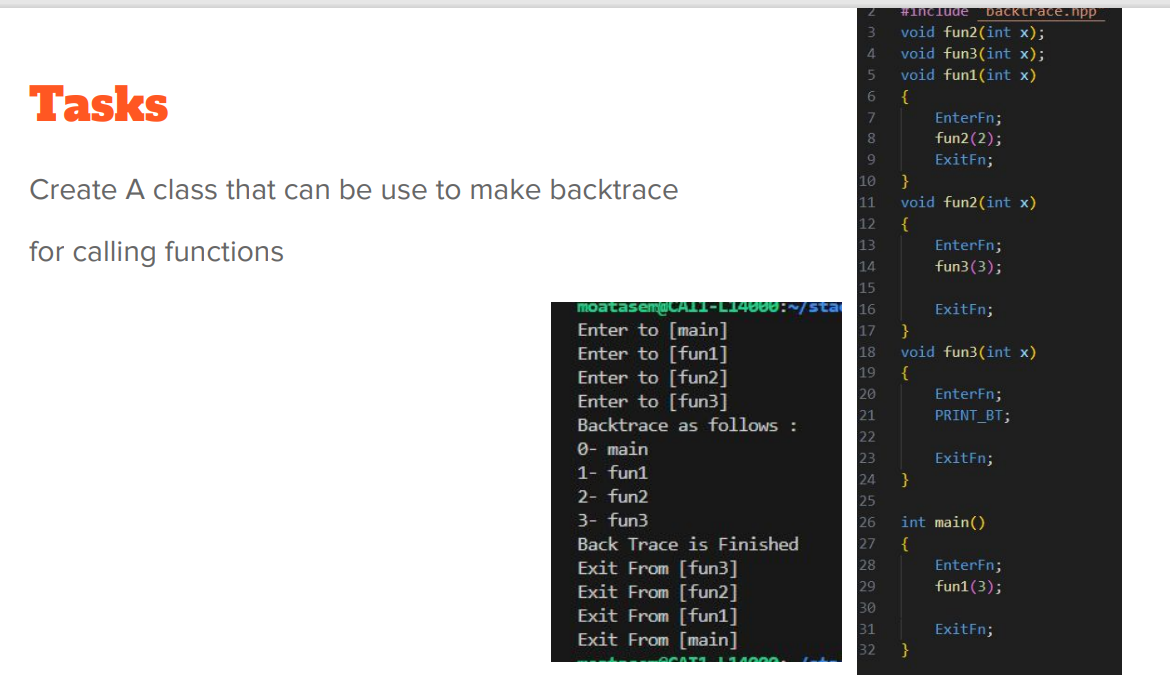 Tasks
Create A class that can be use to make backtrace
for calling functions
moatasem@CAI1-L14000:~/sta
Enter to [main]
Enter to [fun1]
Enter to [fun2]
Enter to [fun3]
Backtrace as follows :
0- main
1- fun1
2- fun2
3- fun3
Back Trace is Finished
Exit From [fun3]
Exit From [fun2]
Exit From [fun1]
Exit From [main]
2 #include "backtrace.hpp"
3 void fun2(int x);
4 void fun3(int x);
5 void fun1(int x)
6 {
7 EnterFn;
8 fun2(2);
9 ExitFn;
10 }
11 void fun2(int x)
12 {
13 EnterFn;
14 fun3(3);
15
16 ExitFn;
17 }
18 void fun3(int x)
19 {
20 EnterFn;
21 PRINT_BT;
22
23 ExitFn;
24 }
25
26 int main()
27 {
28 EnterFn;
29 fun1(3);
30
31 ExitFn;
32 }